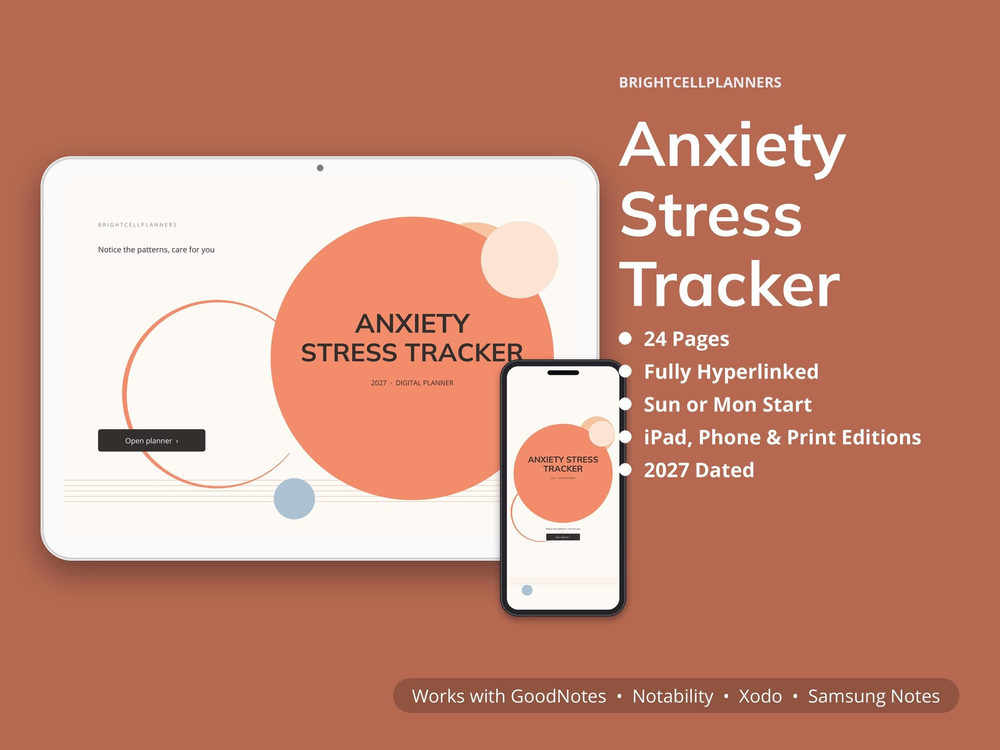 BRIGHTCELLPLANNERS
Anxiety
Stress
Tracker
24 Pages
Fully Hyperlinked
Sun or Mon Start
iPad, Phone & Print Editions
2027 Dated
BRIGHTCELLPLANNERS
Notice the patterns, care for you
ANXIETY
STRESS TRACKER
2027 · DIGITAL PLANNER
Open planner ›
ANXIETY STRESS
TRACKER
Works with GoodNotes • Notability • Xodo • Samsung Notes